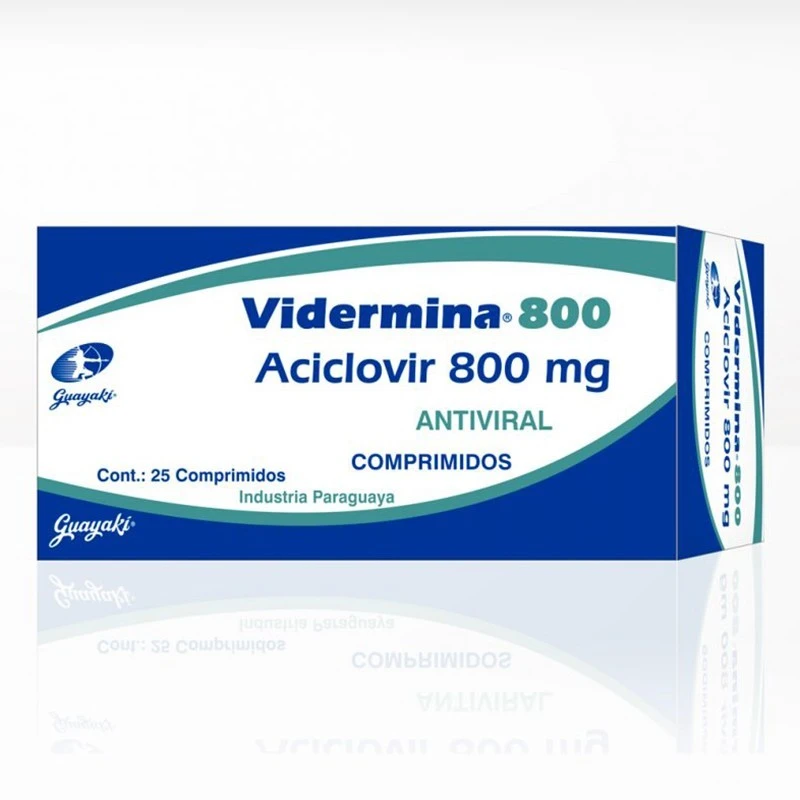 Vidermina® 800
Aciclovir 800 mg
ANTIVIRAL
COMPRIMIDOS
Cont.: 25 Comprimidos
Industria Paraguaya
Guayaki®
Guayaki®
Vidermina® 800
Aciclovir 800 mg
COMPRIMIDOS
Guayaki